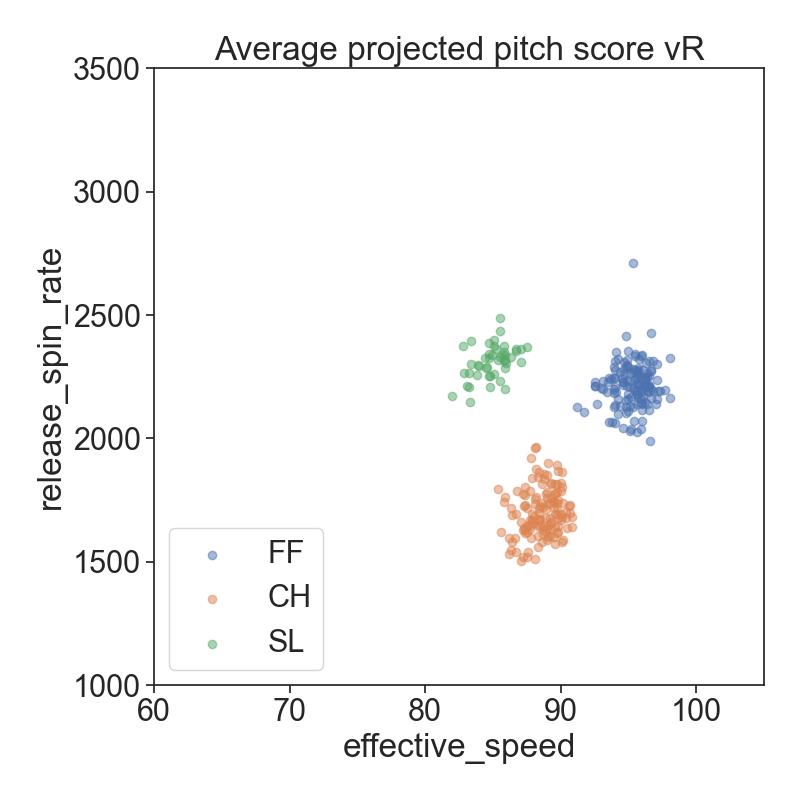 Average projected pitch score vR
3500
3000
2500
2000
1500
1000
release_spin_rate
FF
CH
SL
60
70
80
90
100
effective_speed